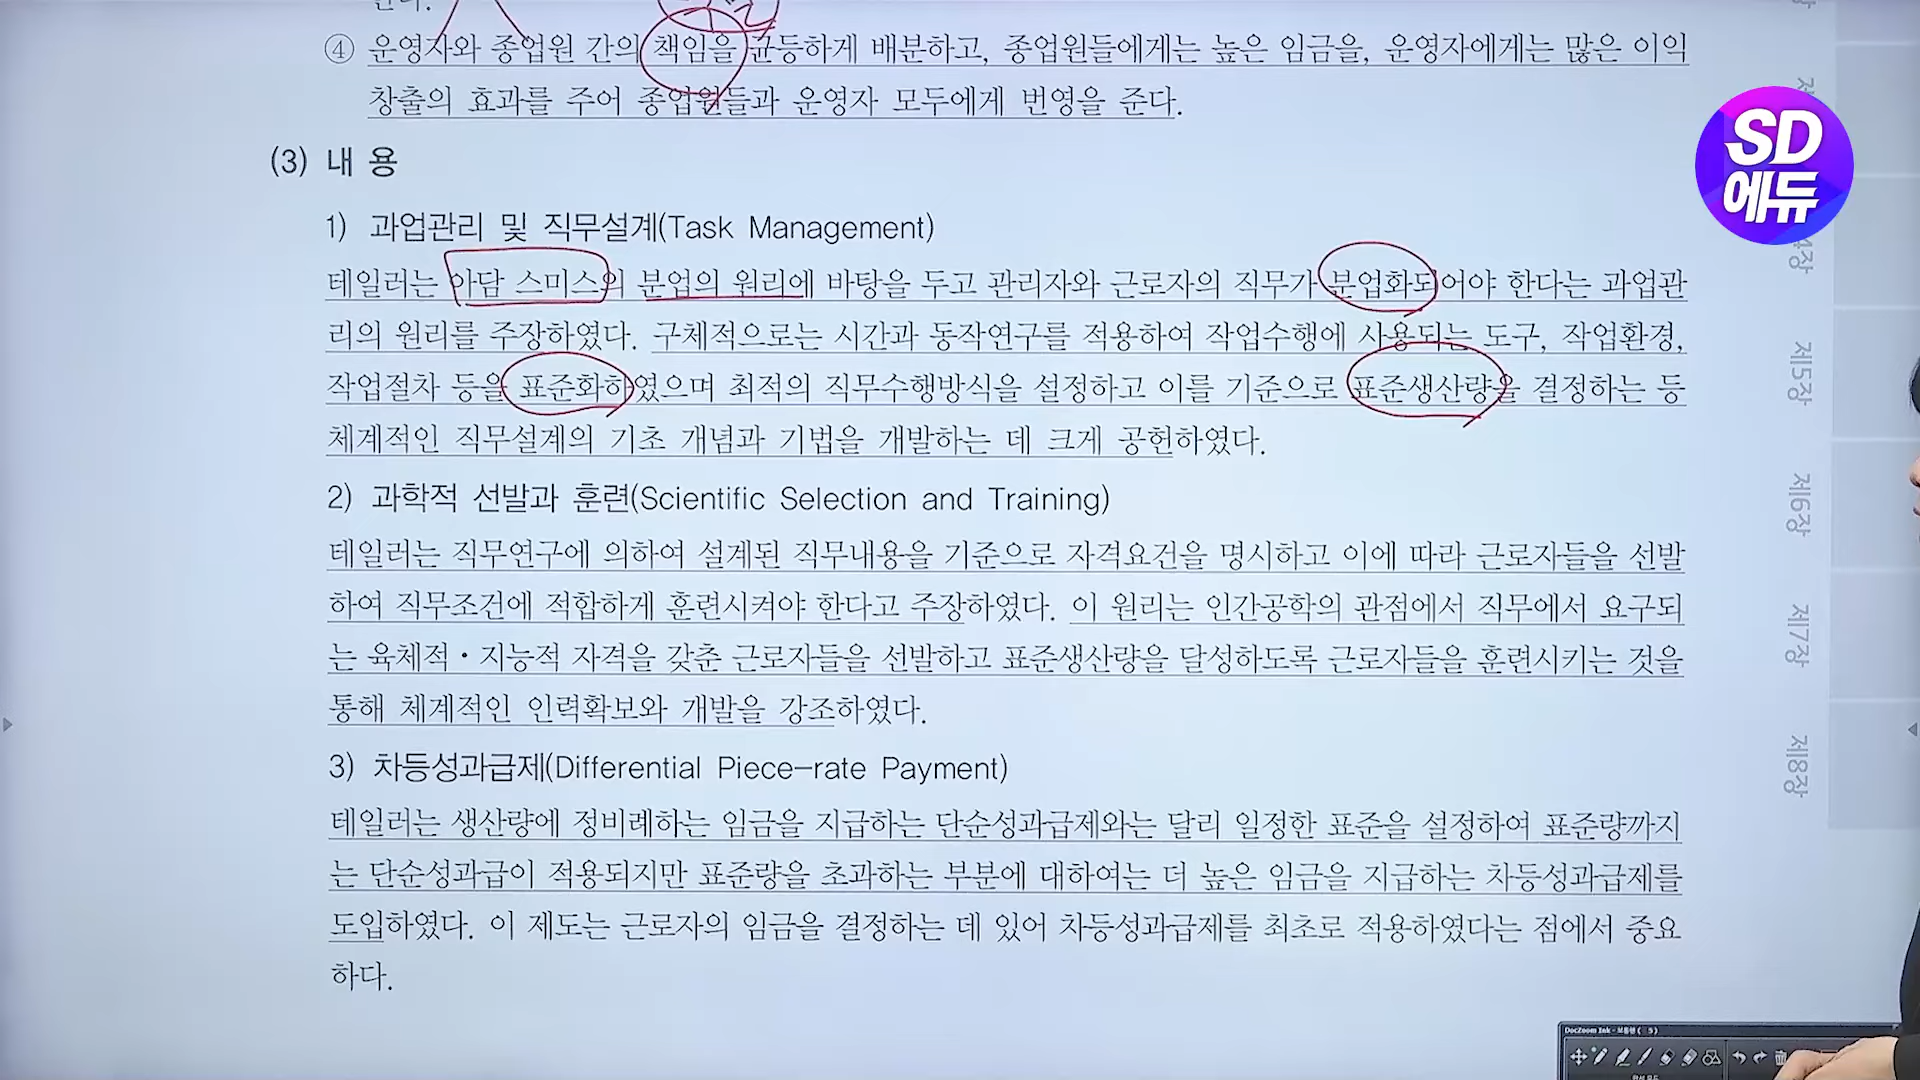 ④ 운영자와 종업원 간의 책임을 균등하게 배분하고, 종업원들에게는 높은 임금을, 운영자에게는 많은 이익
창출의 효과를 주어 종업원들과 운영자 모두에게 번영을 준다.
(3) 내 용
1) 과업관리 및 직무설계(Task Management)
테일러는 아담 스미스의 분업의 원리에 바탕을 두고 관리자와 근로자의 직무가 분업화되어야 한다는 과업관
리의 원리를 주장하였다. 구체적으로는 시간과 동작연구를 적용하여 작업수행에 사용되는 도구, 작업환경,
작업절차 등을 표준화하였으며 최적의 직무수행방식을 설정하고 이를 기준으로 표준생산량을 결정하는 등
체계적인 직무설계의 기초 개념과 기법을 개발하는 데 크게 공헌하였다.
2) 과학적 선발과 훈련(Scientific Selection and Training)
테일러는 직무연구에 의하여 설계된 직무내용을 기준으로 자격요건을 명시하고 이에 따라 근로자들을 선발
하여 직무조건에 적합하게 훈련시켜야 한다고 주장하였다. 이 원리는 인간공학의 관점에서 직무에서 요구되
는 육체적·지능적 자격을 갖춘 근로자들을 선발하고 표준생산량을 달성하도록 근로자들을 훈련시키는 것을
통해 체계적인 인력확보와 개발을 강조하였다.
3) 차등성과급제(Differential Piece-rate Payment)
테일러는 생산량에 정비례하는 임금을 지급하는 단순성과급제와는 달리 일정한 표준을 설정하여 표준량까지
는 단순성과급이 적용되지만 표준량을 초과하는 부분에 대하여는 더 높은 임금을 지급하는 차등성과급제를
도입하였다. 이 제도는 근로자의 임금을 결정하는 데 있어 차등성과급제를 최초로 적용하였다는 점에서 중요
하다.
SD
에듀
4장
제5장
제6장
제7장
제8장
DocZoom Ink - 보통펜 ( 5 )